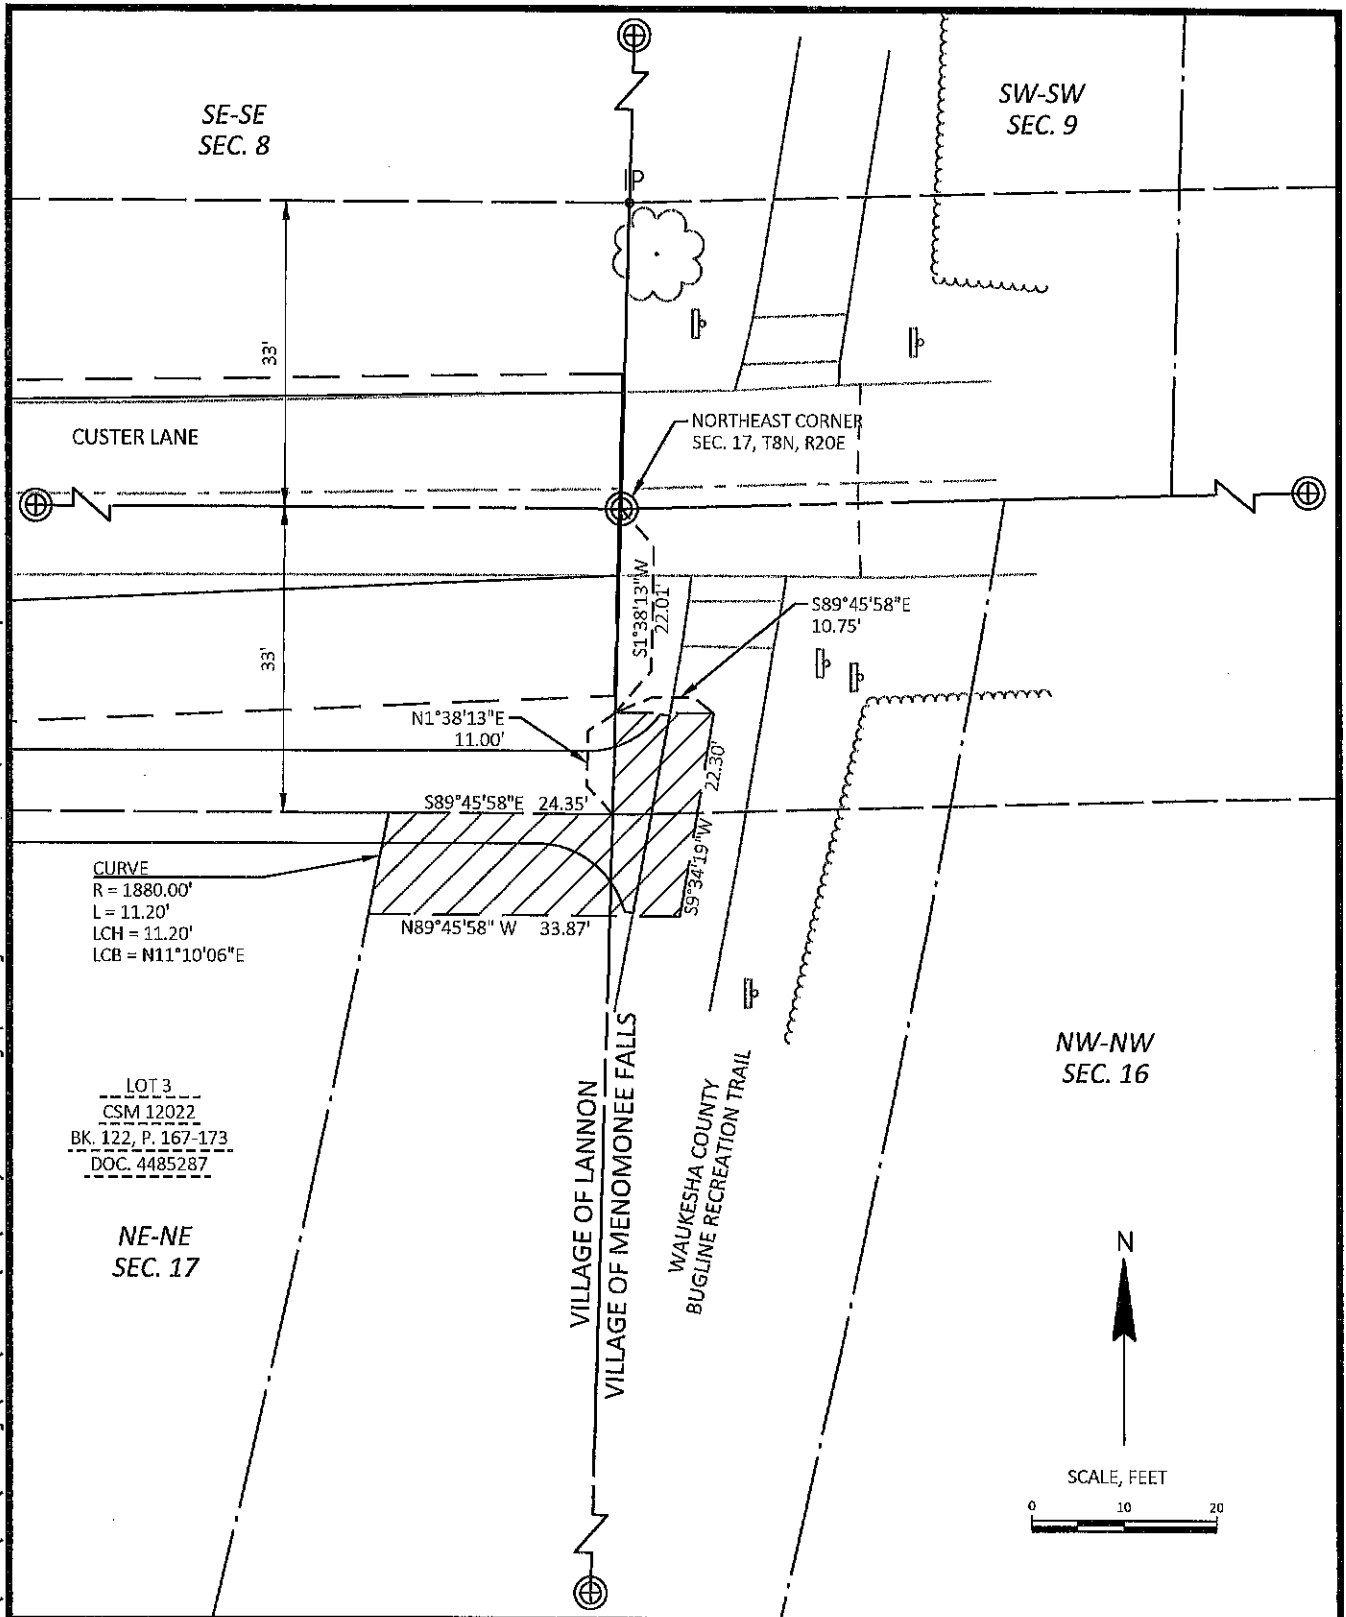 SE-SE
SEC. 8
SW-SW
SEC. 9
IP
33'
CUSTER LANE
NORTHEAST CORNER
SEC. 17, T8N, R20E
S1°38'13"W
22.01'
S89°45'58"E
10.75'
33'
N1°38'13"E
11.00'
22.30'
S9°34'19"W
S89°45'58"E 24.35'
CURVE
R = 1880.00'
L = 11.20'
LCH = 11.20'
LCB = N11°10'06"E
N89°45'58" W 33.87'
LOT 3
CSM 12022
BK. 122, P. 167-173
DOC. 4485287
NE-NE
SEC. 17
VILLAGE OF LANNON
VILLAGE OF MENOMONEE FALLS
WAUKESHA COUNTY
BUGLINE RECREATION TRAIL
NW-NW
SEC. 16
N
SCALE, FEET
0 10 20